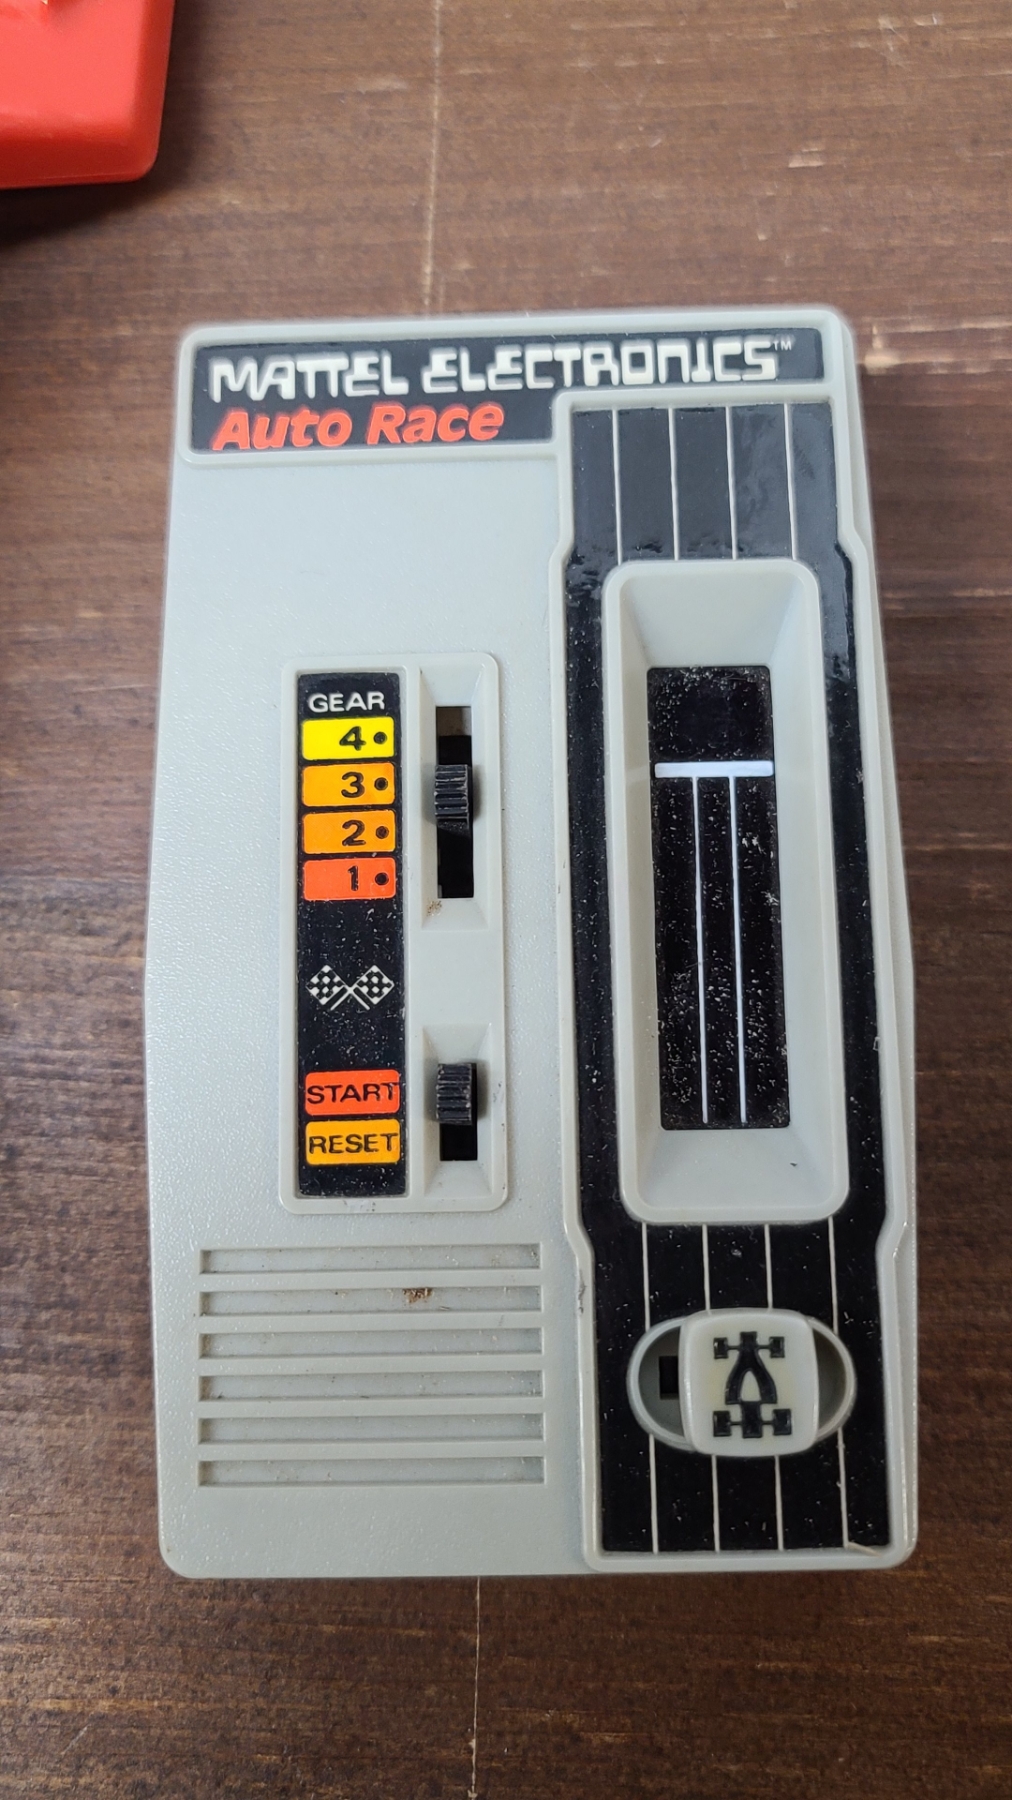 MATTEL ELECTRONICS™
Auto Race
GEAR
4
3
2
1
START
RESET